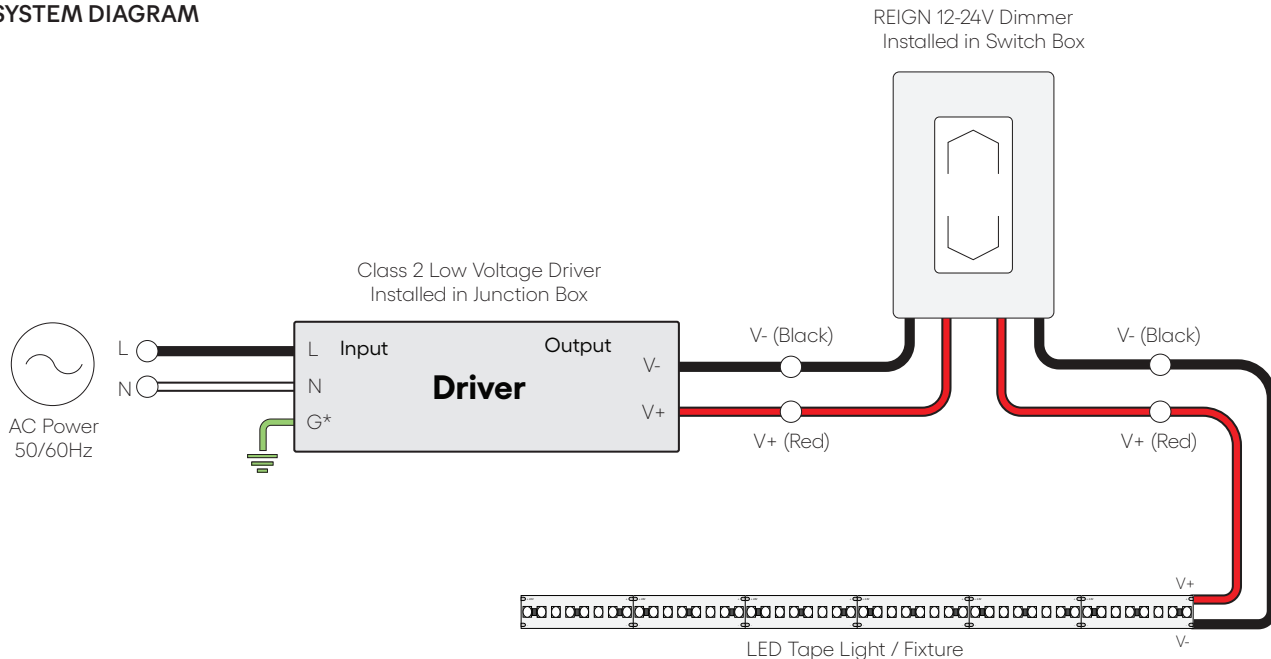 SYSTEM DIAGRAM
REIGN 12-24V Dimmer
Installed in Switch Box
Class 2 Low Voltage Driver
Installed in Junction Box
AC Power
50/60Hz
L
N
L
Input
N
G*
Driver
Output
V-
V+
V- (Black)
V+ (Red)
V- (Black)
V+ (Red)
V+
V-
LED Tape Light / Fixture